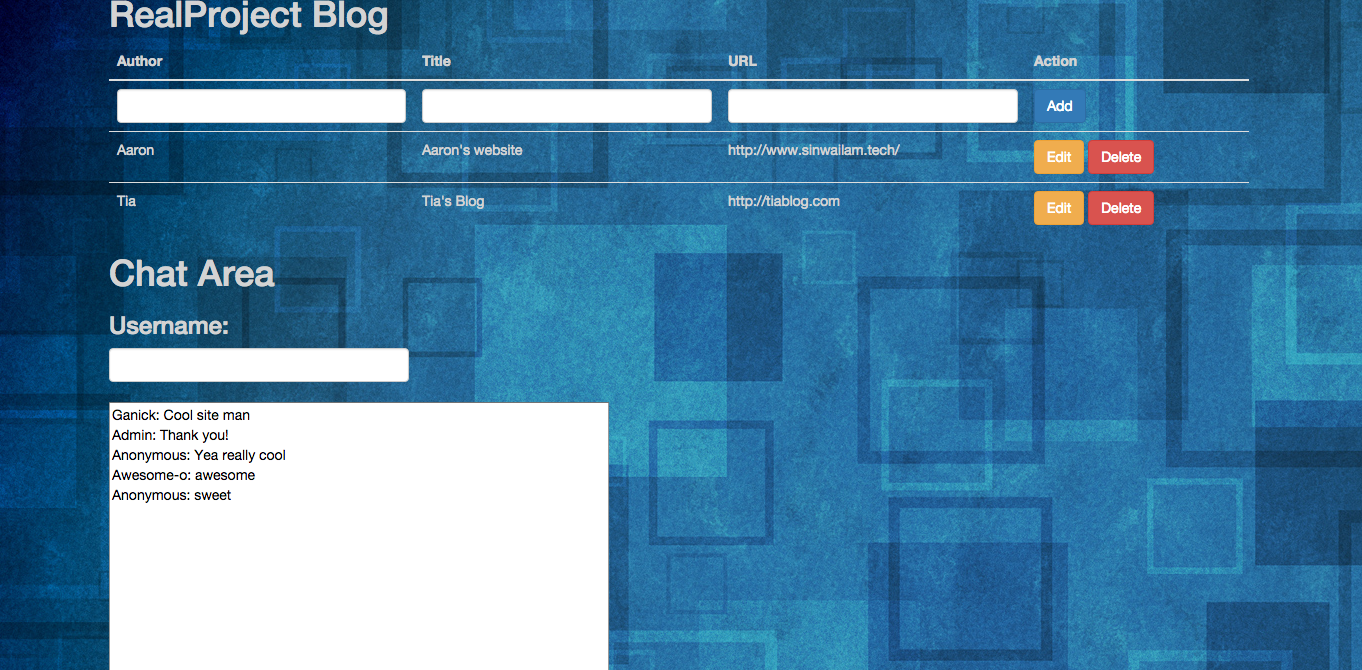 RealProject Blog
Author Title URL Action
Add
Aaron Aaron's website http://www.sinwailam.tech/ Edit Delete
Tia Tia's Blog http://tiablog.com Edit Delete
Chat Area
Username:
Ganick: Cool site man
Admin: Thank you!
Anonymous: Yea really cool
Awesome-o: awesome
Anonymous: sweet